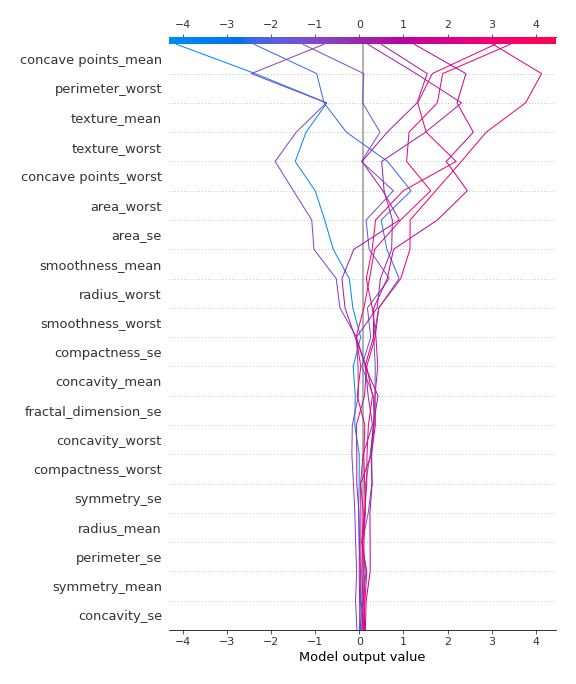 −4 −3 −2 −1 0 1 2 3 4
concave points_mean
perimeter_worst
texture_mean
texture_worst
concave points_worst
area_worst
area_se
smoothness_mean
radius_worst
smoothness_worst
compactness_se
concavity_mean
fractal_dimension_se
concavity_worst
compactness_worst
symmetry_se
radius_mean
perimeter_se
symmetry_mean
concavity_se
−4 −3 −2 −1 0 1 2 3 4
Model output value